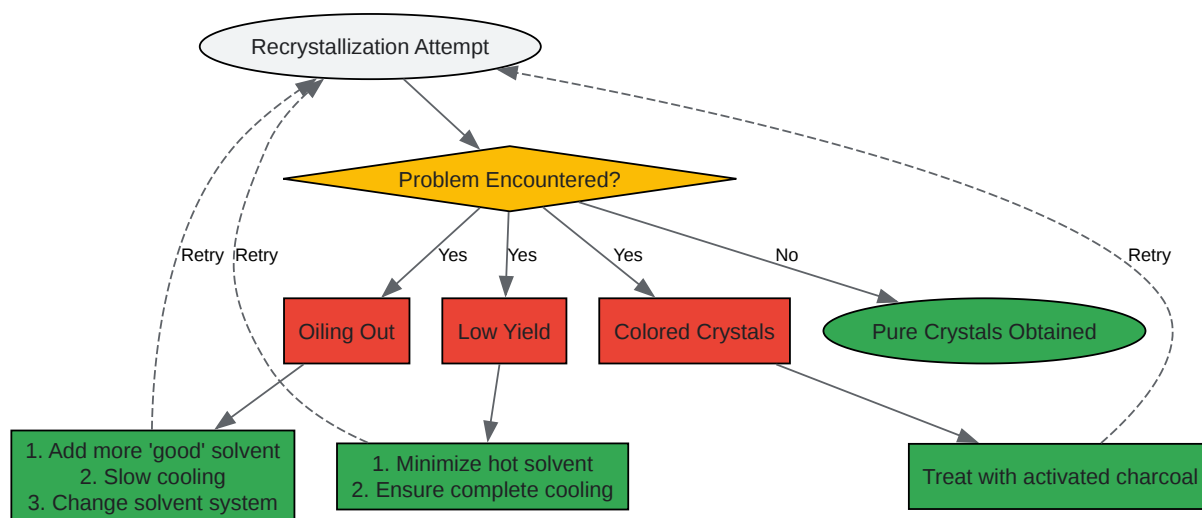 Recrystallization Attempt
Problem Encountered?
Retry
Retry
Yes
Yes
Yes
No
Retry
Oiling Out
Low Yield
Colored Crystals
Pure Crystals Obtained
1. Add more 'good' solvent
2. Slow cooling
3. Change solvent system
1. Minimize hot solvent
2. Ensure complete cooling
Treat with activated charcoal